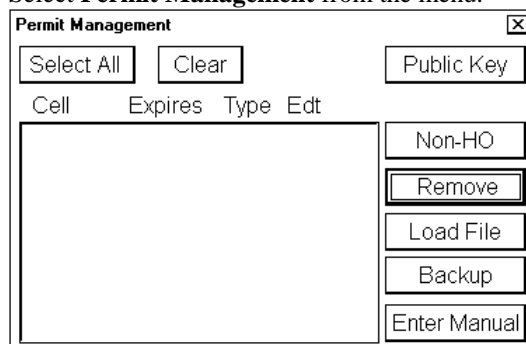 Select Permit Management from the menu.
Permit Management
Select All Clear Public Key
Cell Expires Type Edt
Non-HO
Remove
Load File
Backup
Enter Manual